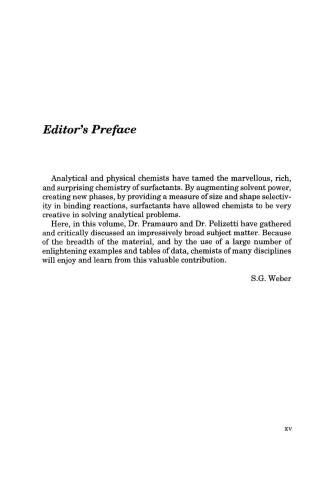 Editor's Preface
Analytical and physical chemists have tamed the marvellous, rich,
and surprising chemistry of surfactants. By augmenting solvent power,
creating new phases, by providing a measure of size and shape selectiv-
ity in binding reactions, surfactants have allowed chemists to be very
creative in solving analytical problems.
Here, in this volume, Dr. Pramauro and Dr. Pelizetti have gathered
and critically discussed an impressively broad subject matter. Because
of the breadth of the material, and by the use of a large number of
enlightening examples and tables of data, chemists of many disciplines
will enjoy and learn from this valuable contribution.
S.G. Weber
xv